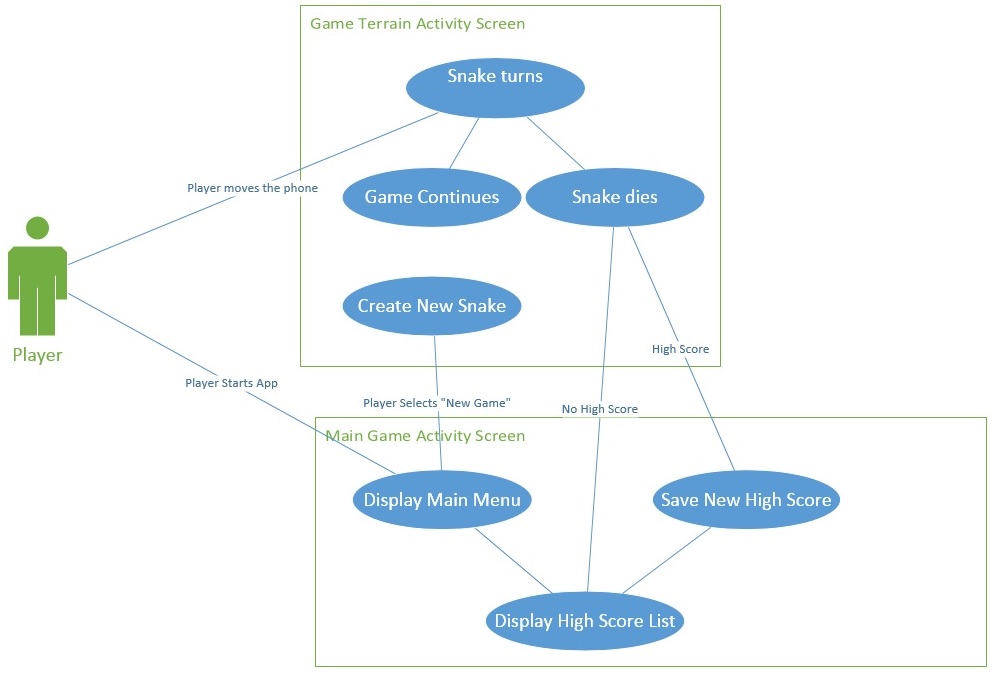 Game Terrain Activity Screen
Snake turns
Player moves the phone
Game Continues
Snake dies
Create New Snake
Player
High Score
Player Starts App
Player Selects "New Game"
No High Score
Main Game Activity Screen
Display Main Menu
Save New High Score
Display High Score List